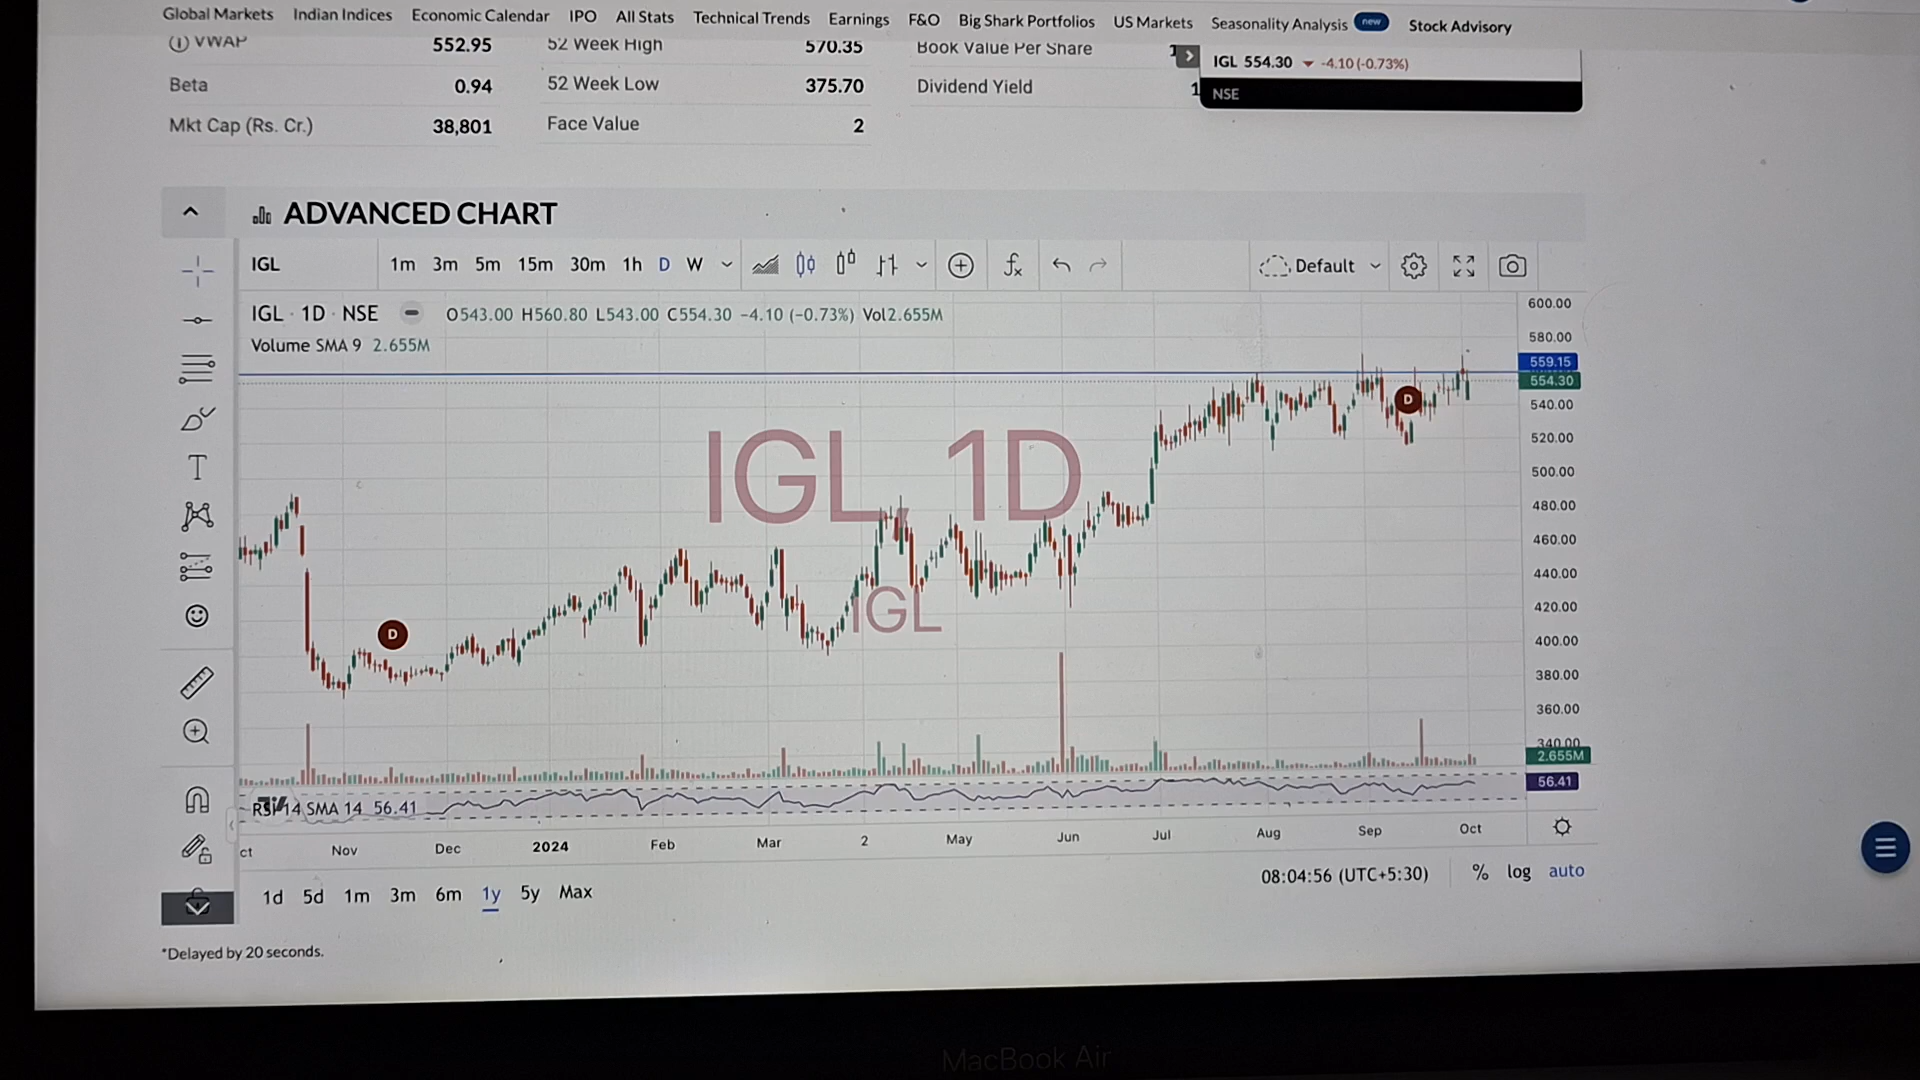 Global Markets Indian Indices Economic Calendar IPO All Stats Technical Trends Earnings F&O Big Shark Portfolios US Markets Seasonality Analysis new Stock Advisory
VWAP 552.95 52 Week High 570.35 Book Value Per Share 1
IGL 554.30 -4.10 (-0.73%)
Beta 0.94 52 Week Low 375.70 Dividend Yield 1
NSE
Mkt Cap (Rs. Cr.) 38,801 Face Value 2
ADVANCED CHART
IGL 1m 3m 5m 15m 30m 1h D W fx Default
IGL · 1D · NSE O543.00 H560.80 L543.00 C554.30 −4.10 (−0.73%) Vol2.655M
Volume SMA 9 2.655M
600.00
580.00
559.15
554.30
540.00
520.00
500.00
480.00
460.00
440.00
420.00
400.00
380.00
360.00
340.00
2.655M
56.41
IGL, 1D
IGL
D
D
T
RSI 14 SMA 14 56.41
ct Nov Dec 2024 Feb Mar 2 May Jun Jul Aug Sep Oct
08:04:56 (UTC+5:30) % log auto
1d 5d 1m 3m 6m 1y 5y Max
*Delayed by 20 seconds.
MacBook Air